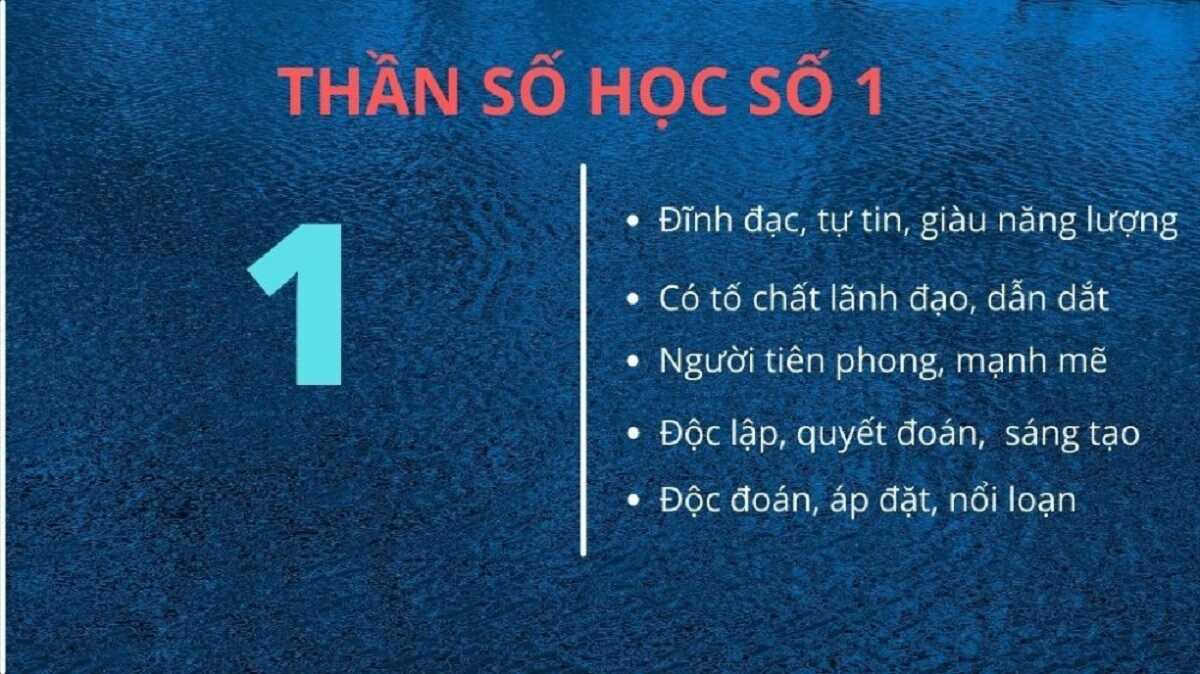 THẦN SỐ HỌC SỐ 1
1
• Đĩnh đạc, tự tin, giàu năng lượng
• Có tố chất lãnh đạo, dẫn dắt
• Người tiên phong, mạnh mẽ
• Độc lập, quyết đoán, sáng tạo
• Độc đoán, áp đặt, nổi loạn